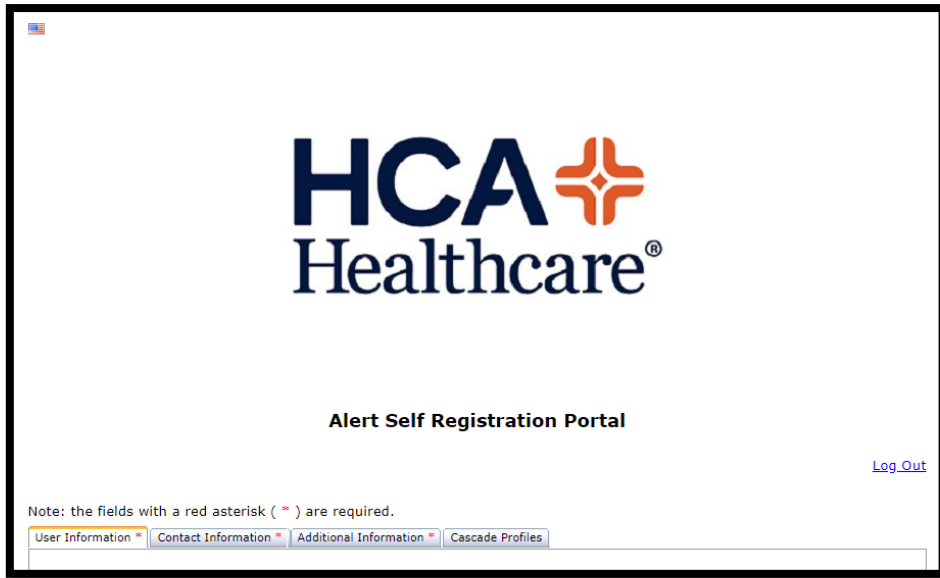 HCA
Healthcare®
Alert Self Registration Portal
Log Out
Note: the fields with a red asterisk ( * ) are required.
User Information * Contact Information * Additional Information * Cascade Profiles